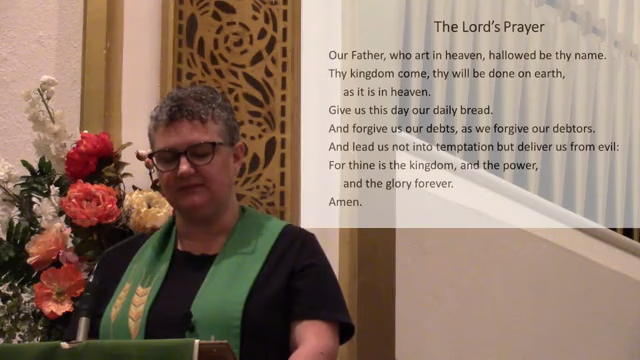 The Lord's Prayer
Our Father, who art in heaven, hallowed be thy name.
Thy kingdom come, thy will be done on earth,
as it is in heaven.
Give us this day our daily bread.
And forgive us our debts, as we forgive our debtors.
And lead us not into temptation but deliver us from evil:
For thine is the kingdom, and the power,
and the glory forever.
Amen.